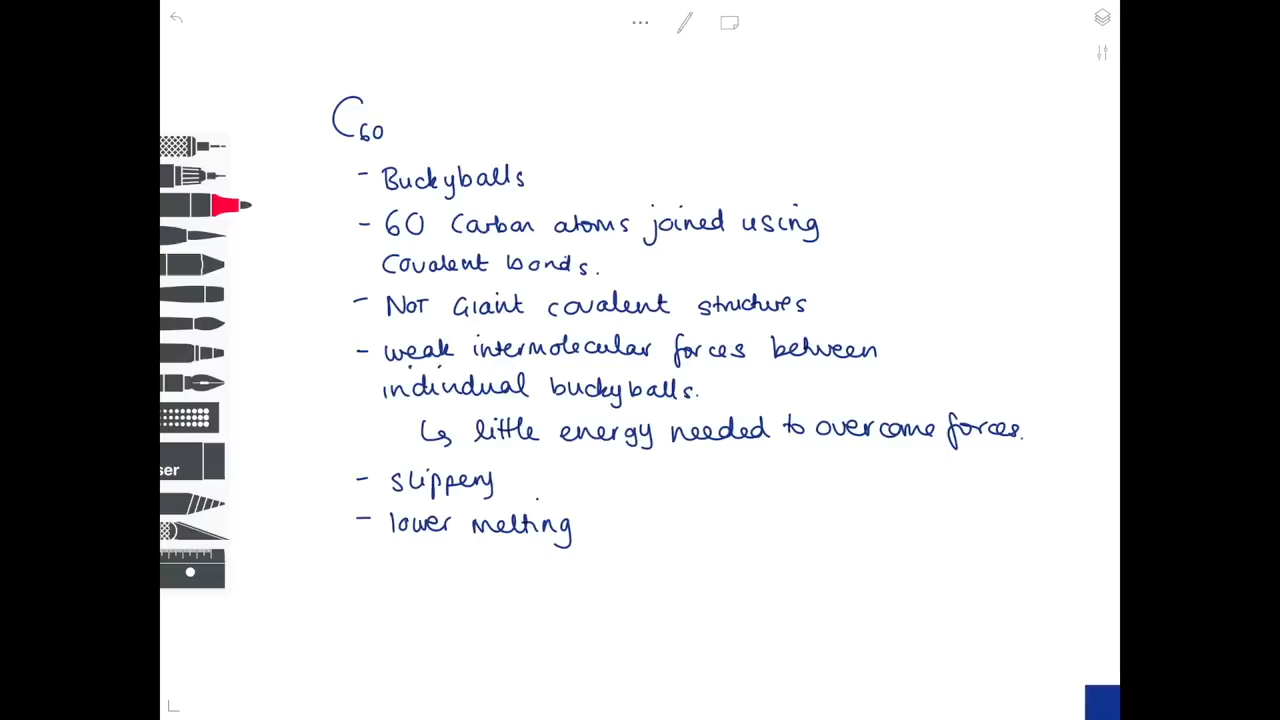 C60
- Buckyballs
- 60 Carbon atoms joined using
Covalent bonds.
- NOT Giant covalent structures
- weak intermolecular forces between
individual buckyballs.
↳ little energy needed to overcome forces.
- slippery
ser
- lower melting